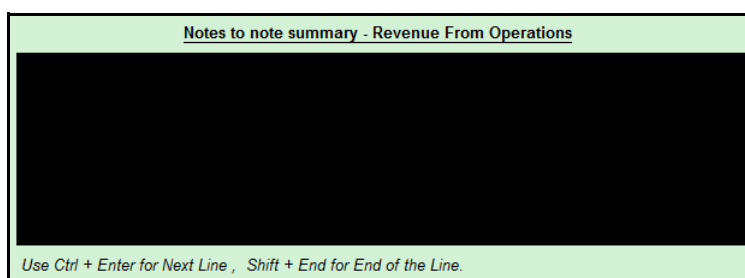 Notes to note summary - Revenue From Operations
Use Ctrl + Enter for Next Line , Shift + End for End of the Line.